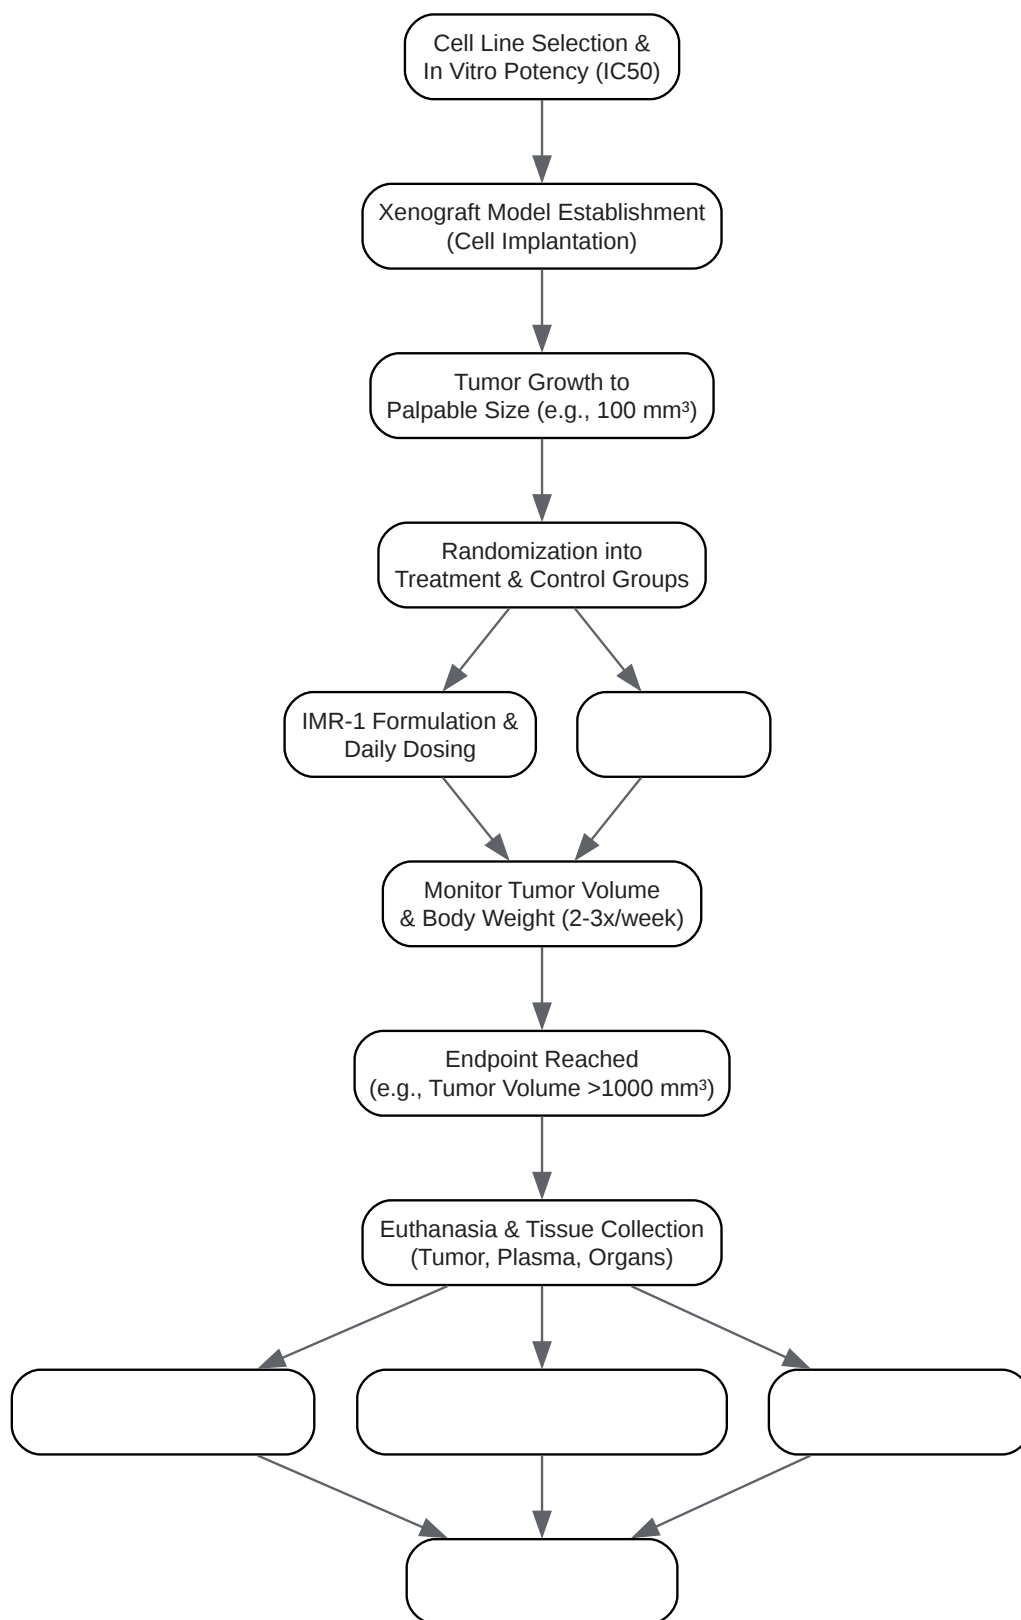 Cell Line Selection &
In Vitro Potency (IC50)
Xenograft Model Establishment
(Cell Implantation)
Tumor Growth to
Palpable Size (e.g., 100 mm³)
Randomization into
Treatment & Control Groups
IMR-1 Formulation &
Daily Dosing
Monitor Tumor Volume
& Body Weight (2-3x/week)
Endpoint Reached
(e.g., Tumor Volume >1000 mm³)
Euthanasia & Tissue Collection
(Tumor, Plasma, Organs)